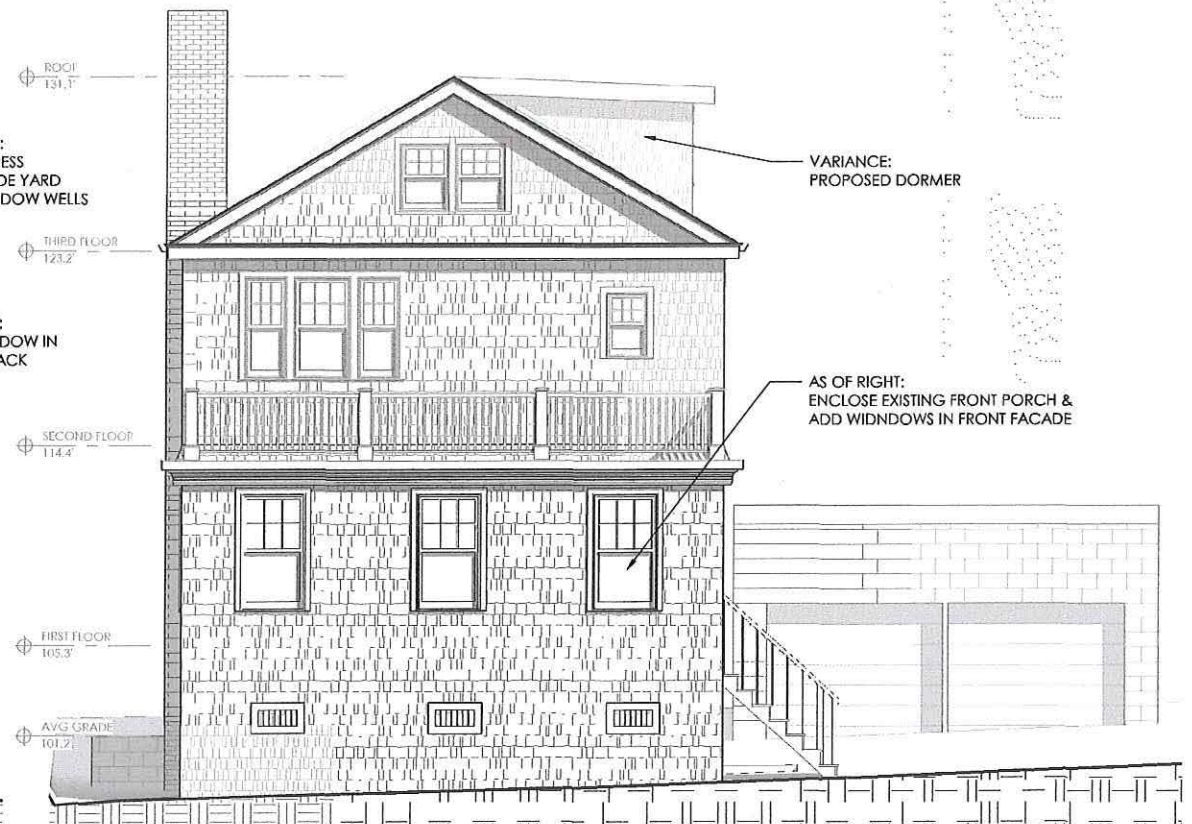 ROOF
131.1'
:
ESS
DE YARD
DOW WELLS
VARIANCE:
PROPOSED DORMER
THIRD FLOOR
123.2'
:
DOW IN
ACK
AS OF RIGHT:
ENCLOSE EXISTING FRONT PORCH &
ADD WIDNDOWS IN FRONT FACADE
SECOND FLOOR
114.4'
FIRST FLOOR
105.3'
AVG GRADE
101.2'